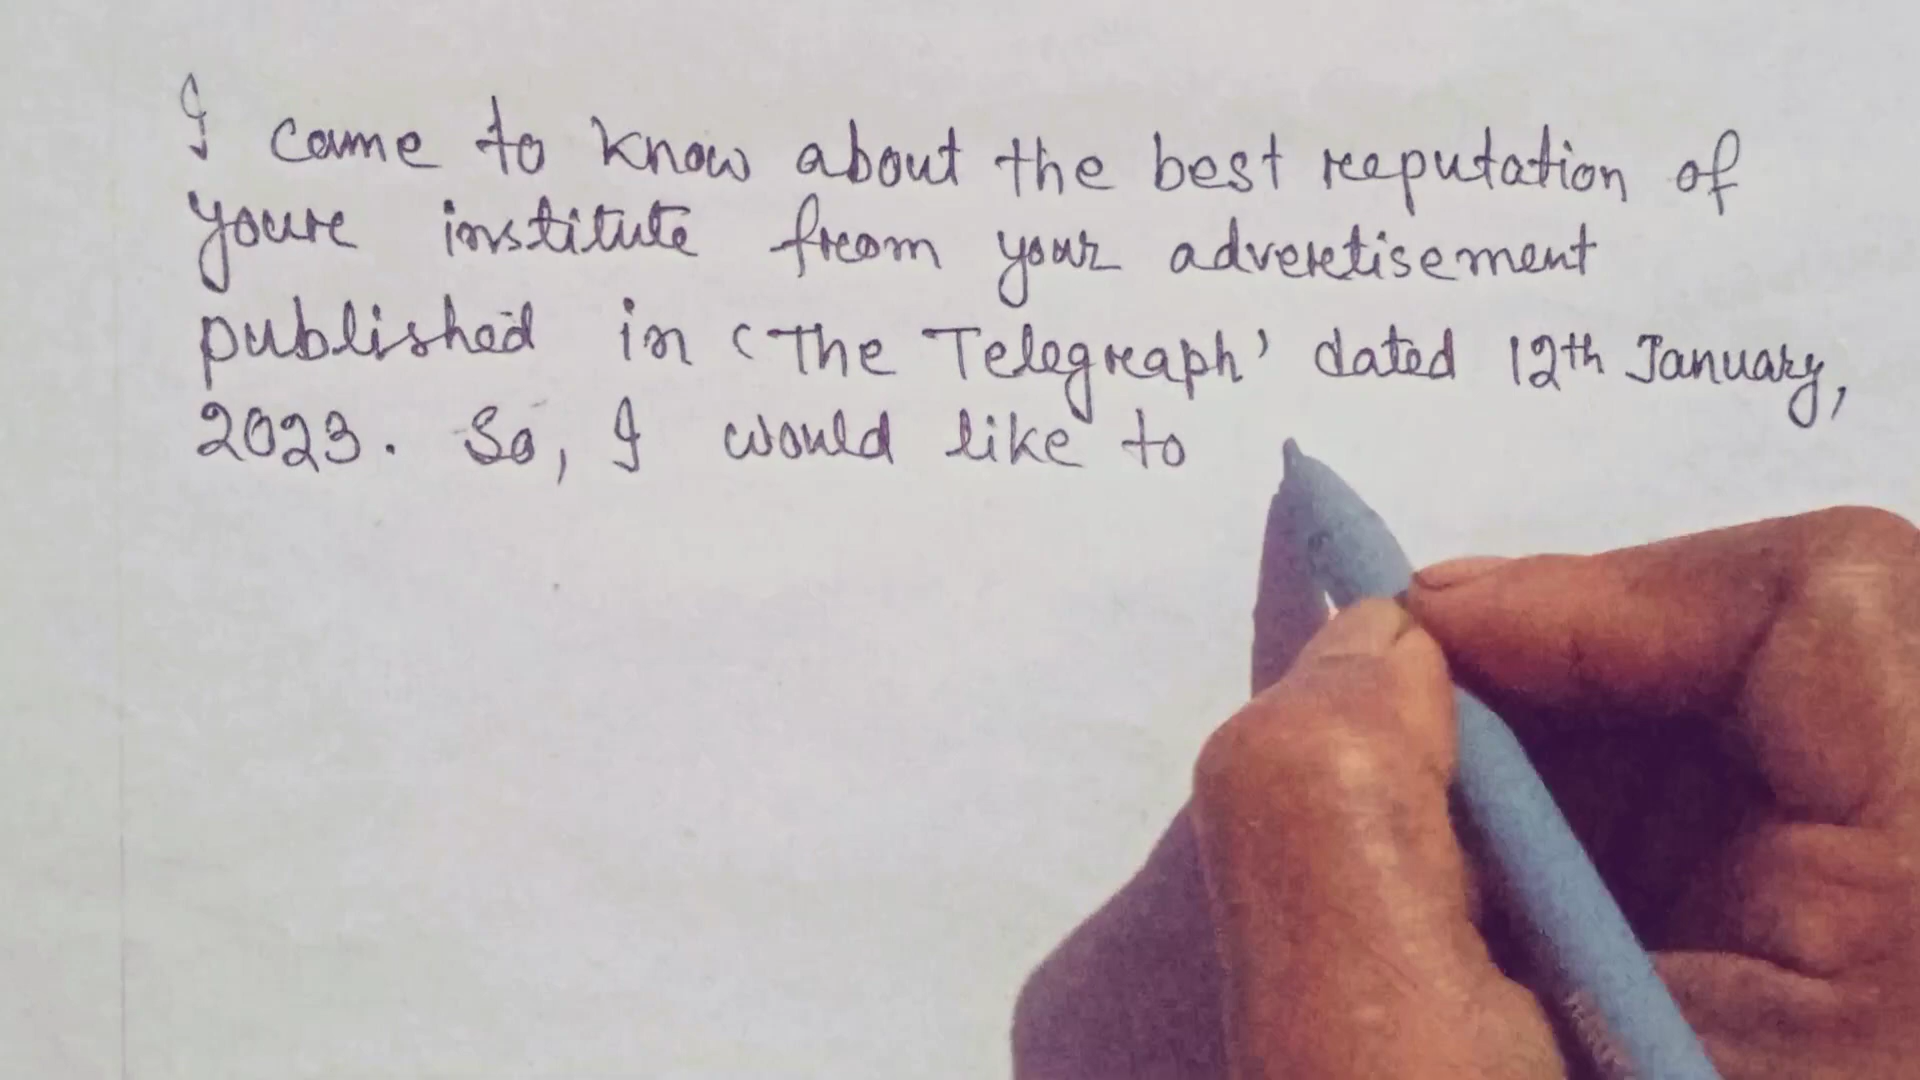 I came to know about the best reputation of
your institute from your advertisement
published in 'The Telegraph' dated 12th January,
2023. So, I would like to